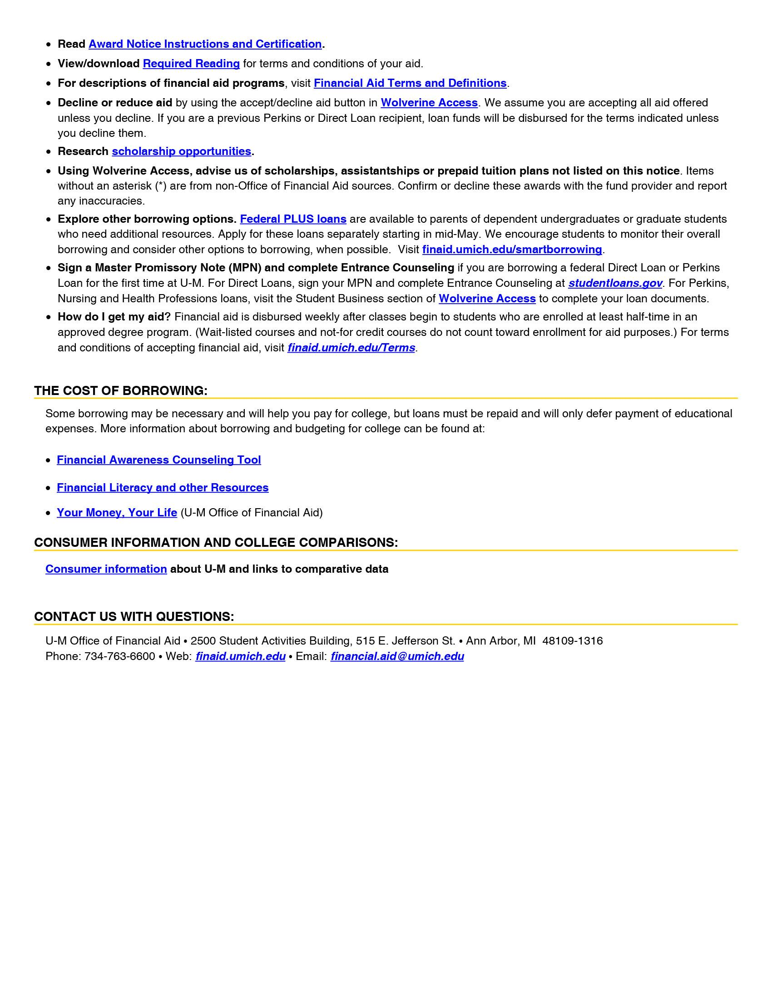 • Read Award Notice Instructions and Certification.
• View/download Required Reading for terms and conditions of your aid.
• For descriptions of financial aid programs, visit Financial Aid Terms and Definitions.
• Decline or reduce aid by using the accept/decline aid button in Wolverine Access. We assume you are accepting all aid offered
unless you decline. If you are a previous Perkins or Direct Loan recipient, loan funds will be disbursed for the terms indicated unless
you decline them.
• Research scholarship opportunities.
• Using Wolverine Access, advise us of scholarships, assistantships or prepaid tuition plans not listed on this notice. Items
without an asterisk (*) are from non-Office of Financial Aid sources. Confirm or decline these awards with the fund provider and report
any inaccuracies.
• Explore other borrowing options. Federal PLUS loans are available to parents of dependent undergraduates or graduate students
who need additional resources. Apply for these loans separately starting in mid-May. We encourage students to monitor their overall
borrowing and consider other options to borrowing, when possible.  Visit finaid.umich.edu/smartborrowing.
• Sign a Master Promissory Note (MPN) and complete Entrance Counseling if you are borrowing a federal Direct Loan or Perkins
Loan for the first time at U-M. For Direct Loans, sign your MPN and complete Entrance Counseling at studentloans.gov. For Perkins,
Nursing and Health Professions loans, visit the Student Business section of Wolverine Access to complete your loan documents.
• How do I get my aid? Financial aid is disbursed weekly after classes begin to students who are enrolled at least half-time in an
approved degree program. (Wait-listed courses and not-for credit courses do not count toward enrollment for aid purposes.) For terms
and conditions of accepting financial aid, visit finaid.umich.edu/Terms.
THE COST OF BORROWING:
Some borrowing may be necessary and will help you pay for college, but loans must be repaid and will only defer payment of educational
expenses. More information about borrowing and budgeting for college can be found at:
• Financial Awareness Counseling Tool
• Financial Literacy and other Resources
• Your Money, Your Life (U-M Office of Financial Aid)
CONSUMER INFORMATION AND COLLEGE COMPARISONS:
Consumer information about U-M and links to comparative data
CONTACT US WITH QUESTIONS:
U-M Office of Financial Aid • 2500 Student Activities Building, 515 E. Jefferson St. • Ann Arbor, MI  48109-1316
Phone: 734-763-6600 • Web: finaid.umich.edu • Email: financial.aid@umich.edu